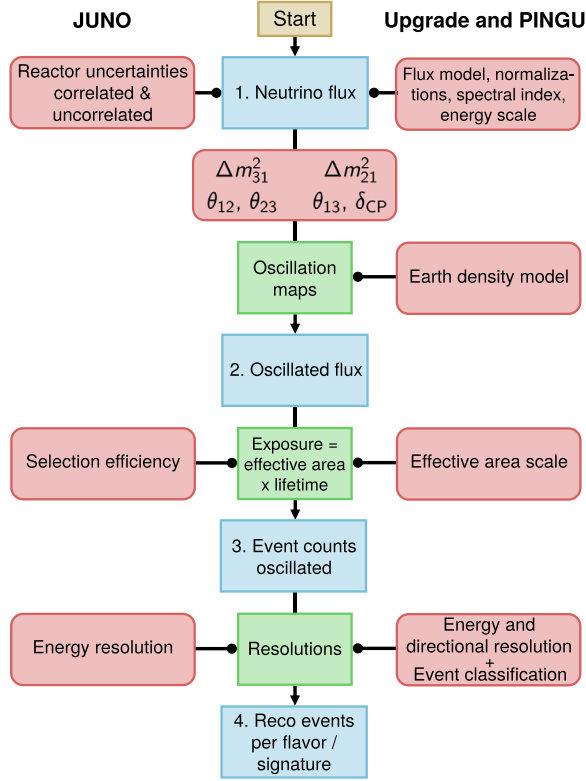 JUNO
Start
Upgrade and PINGU
Reactor uncertainties
correlated &
uncorrelated
1. Neutrino flux
Flux model, normaliza-
tions, spectral index,
energy scale
Δm²₃₁ Δm²₂₁
θ₁₂, θ₂₃ θ₁₃, δ_CP
Oscillation
maps
Earth density model
2. Oscillated flux
Selection efficiency
Exposure =
effective area
x lifetime
Effective area scale
3. Event counts
oscillated
Energy resolution
Resolutions
Energy and
directional resolution
+
Event classification
4. Reco events
per flavor /
signature